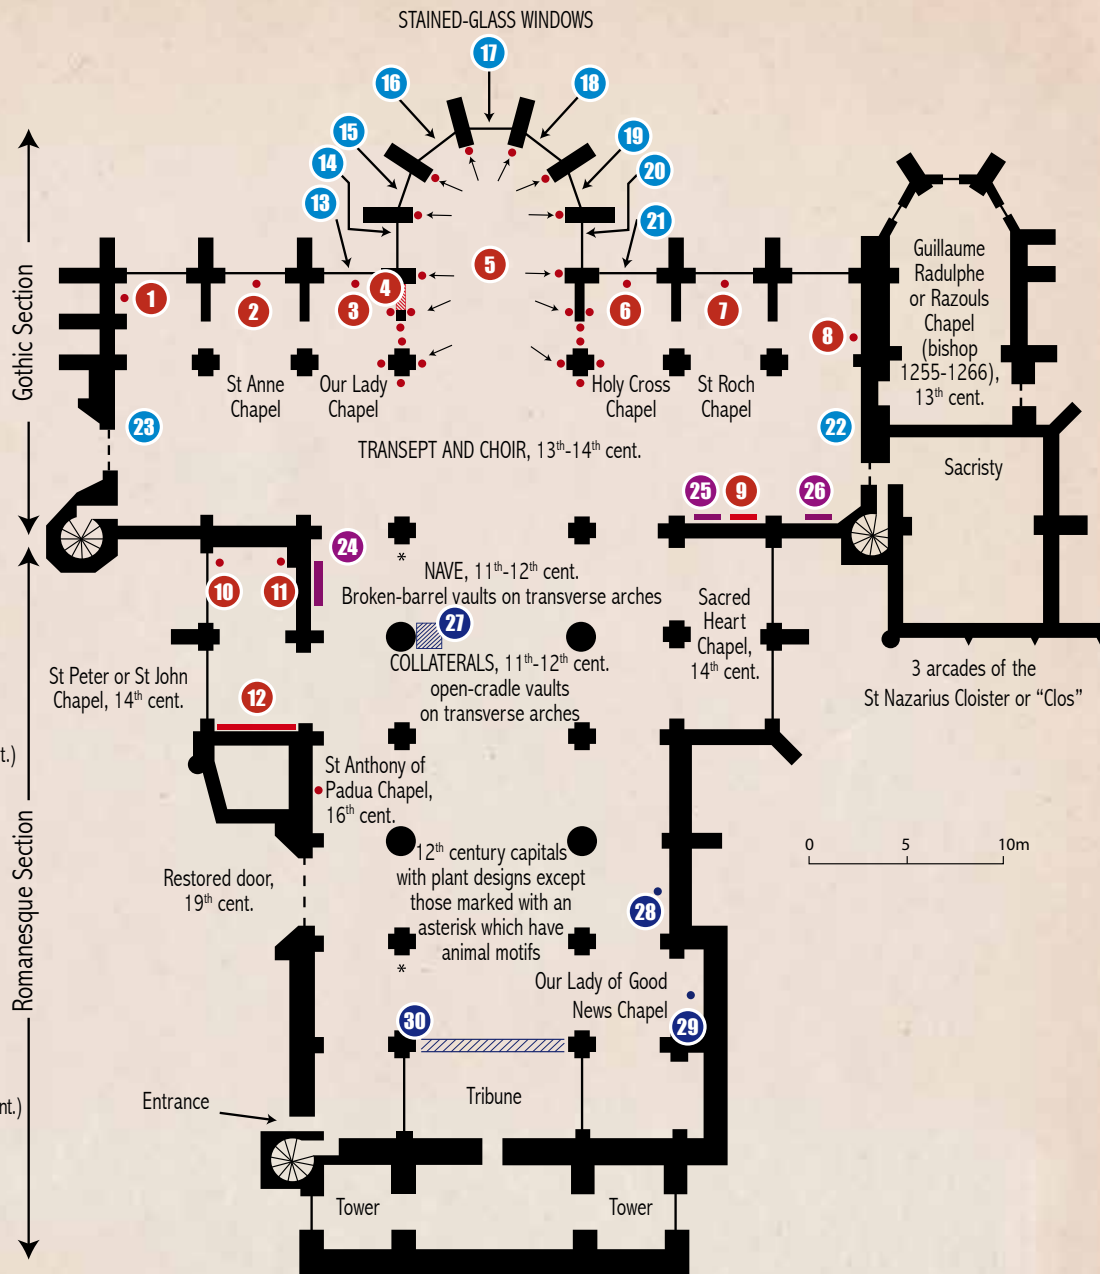 STAINED-GLASS WINDOWS
17
16
18
15
19
14
20
13
21
5
4
1
2
3
6
7
8
Guillaume
Radulphe
or Razouls
Chapel
(bishop
1255-1266),
13th cent.
Gothic Section
St Anne
Chapel
Our Lady
Chapel
Holy Cross
Chapel
St Roch
Chapel
23
22
TRANSEPT AND CHOIR, 13th-14th cent.
Sacristy
25
9
26
24
*
10
11
NAVE, 11th-12th cent.
Broken-barrel vaults on transverse arches
27
COLLATERALS, 11th-12th cent.
open-cradle vaults
on transverse arches
Sacred
Heart
Chapel,
14th cent.
St Peter or St John
Chapel, 14th cent.
3 arcades of the
St Nazarius Cloister or “Clos”
12
t.)
St Anthony of
Padua Chapel,
16th cent.
Romanesque Section
0 5 10m
12th century capitals
with plant designs except
those marked with an
asterisk which have
animal motifs
Restored door,
19th cent.
28
*
Our Lady of Good
News Chapel
29
30
Tribune
Entrance
nt.)
Tower
Tower